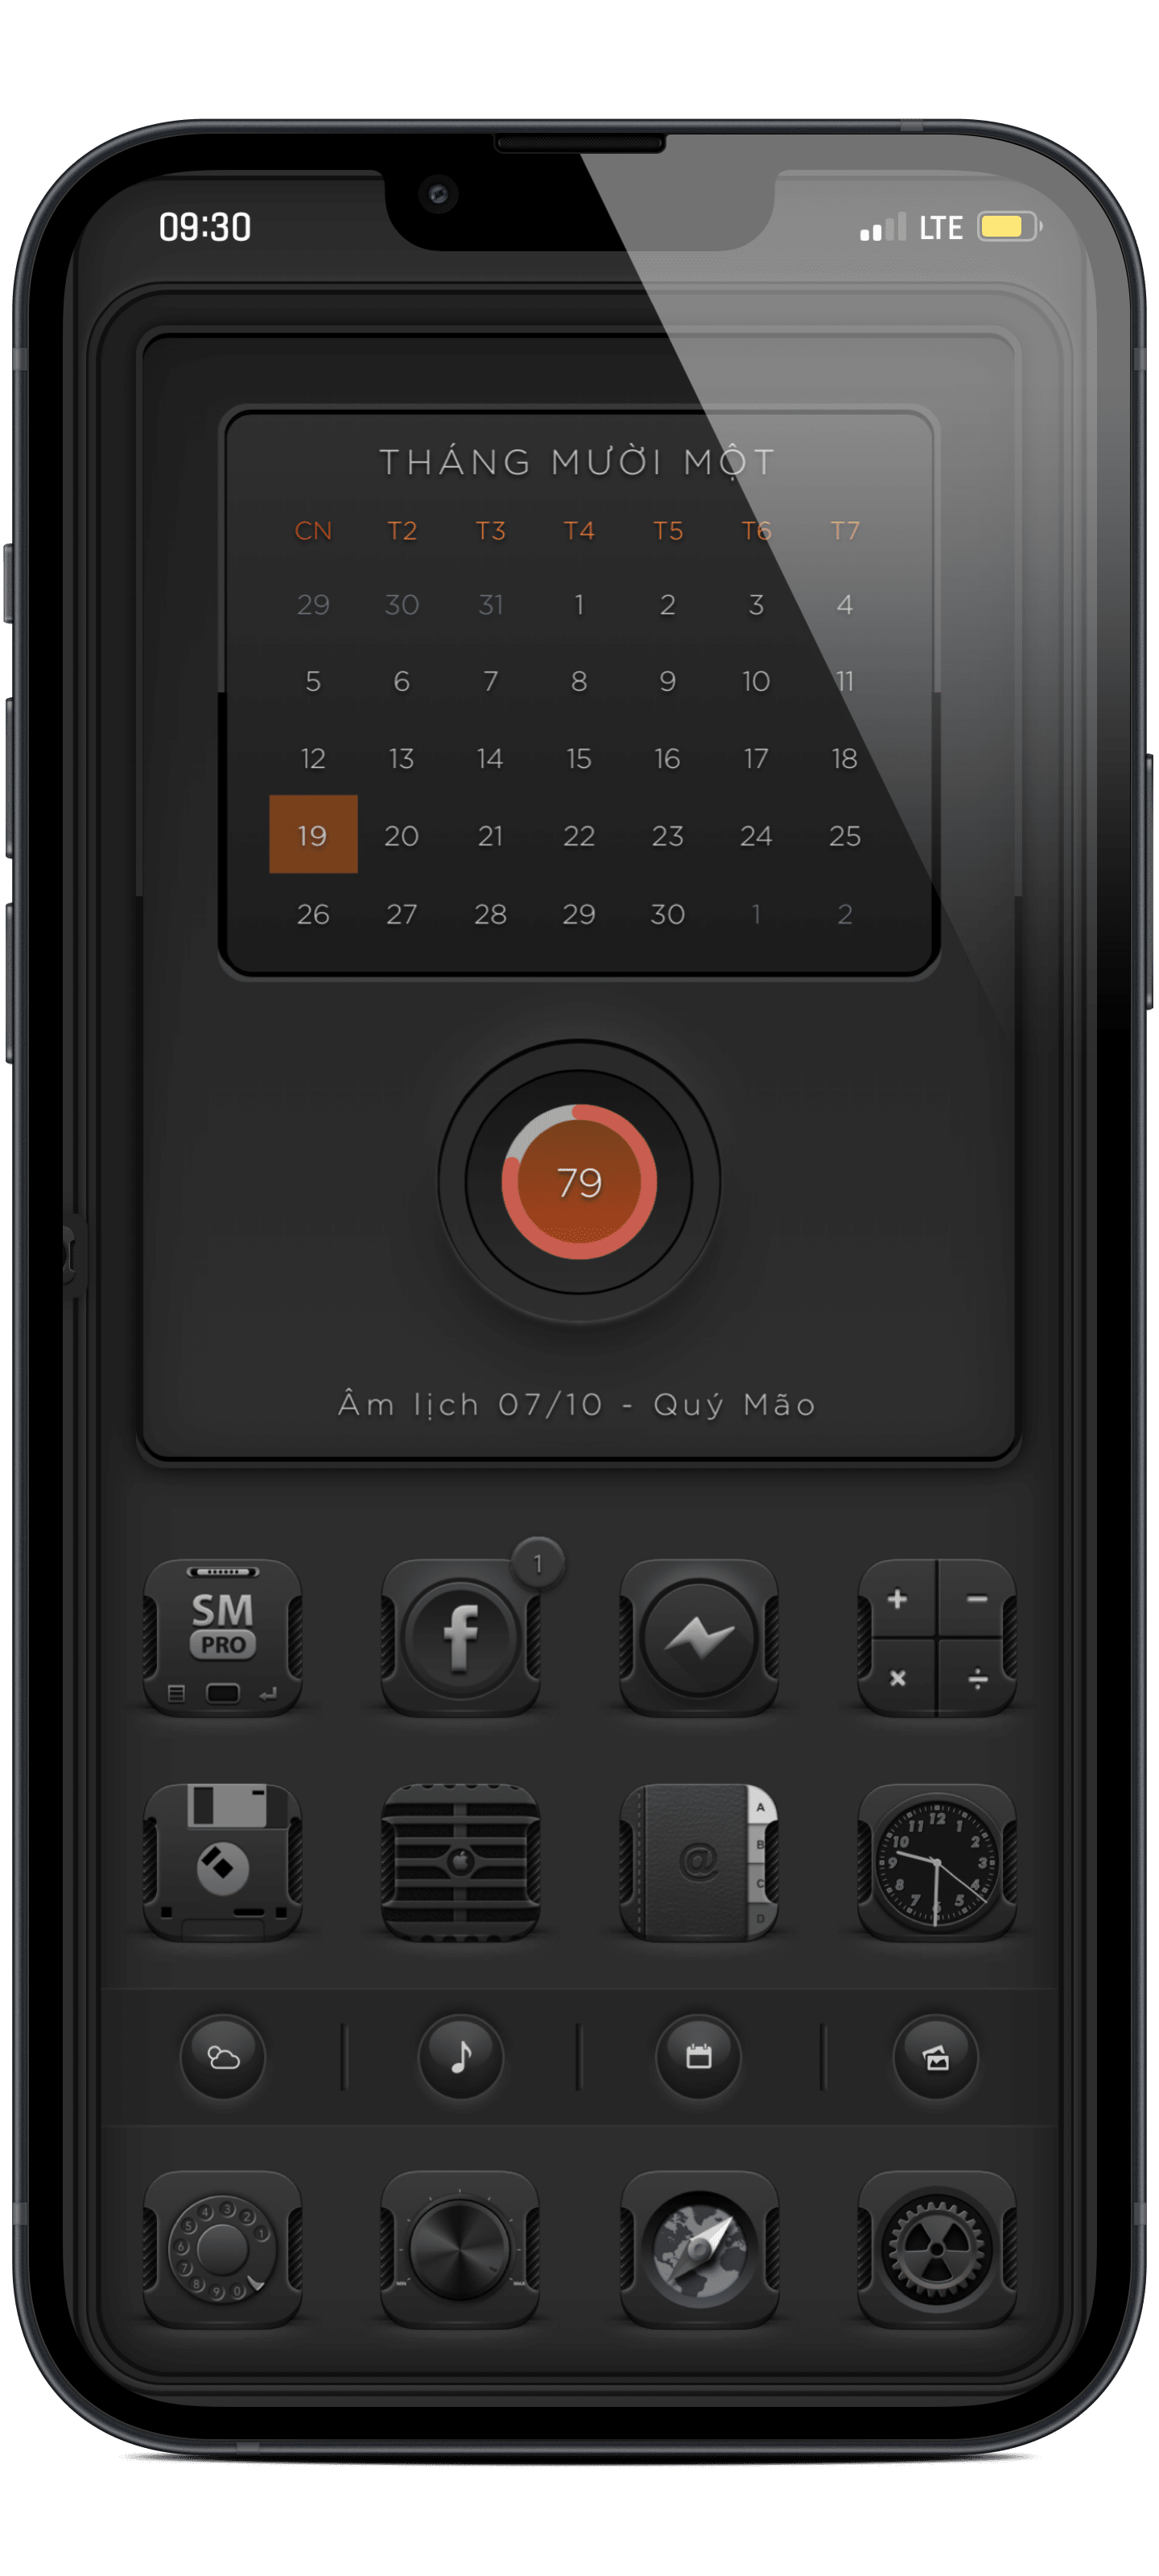 09:30 LTE
THÁNG MƯỜI MỘT
CN T2 T3 T4 T5 T6 T7
29 30 31 1 2 3 4
5 6 7 8 9 10 11
12 13 14 15 16 17 18
19 20 21 22 23 24 25
26 27 28 29 30 1 2
79
Âm lịch 07/10 - Quý Mão
1
SM
PRO
f
+ −
× ÷
@
A
B
C
D
12 1 2 3 4 5 6 7 8 9 10 11
1 2 3 4 5 6 7 8 9 0